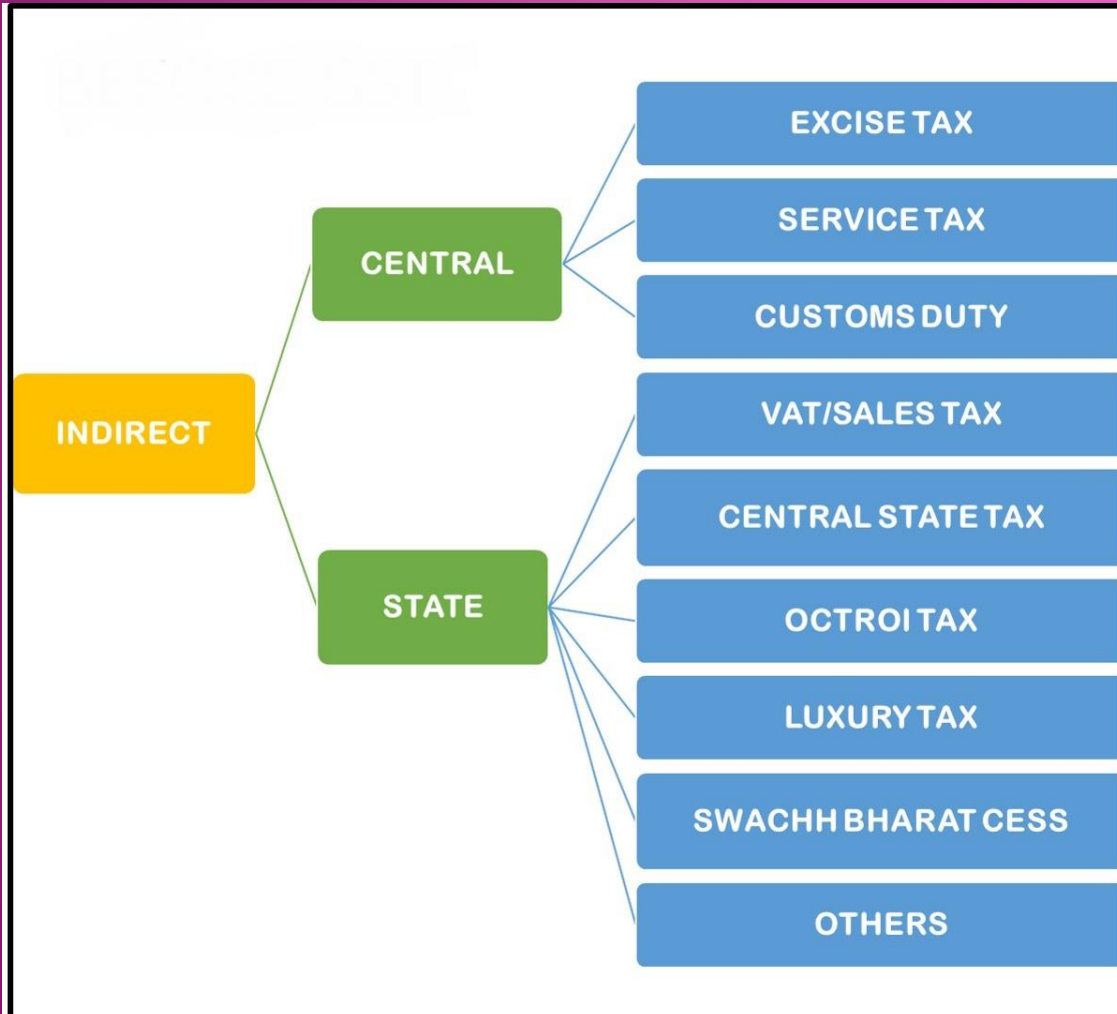 INDIRECT
CENTRAL
EXCISE TAX
SERVICE TAX
CUSTOMS DUTY
STATE
VAT/SALES TAX
CENTRAL STATE TAX
OCTROI TAX
LUXURY TAX
SWACHH BHARAT CESS
OTHERS